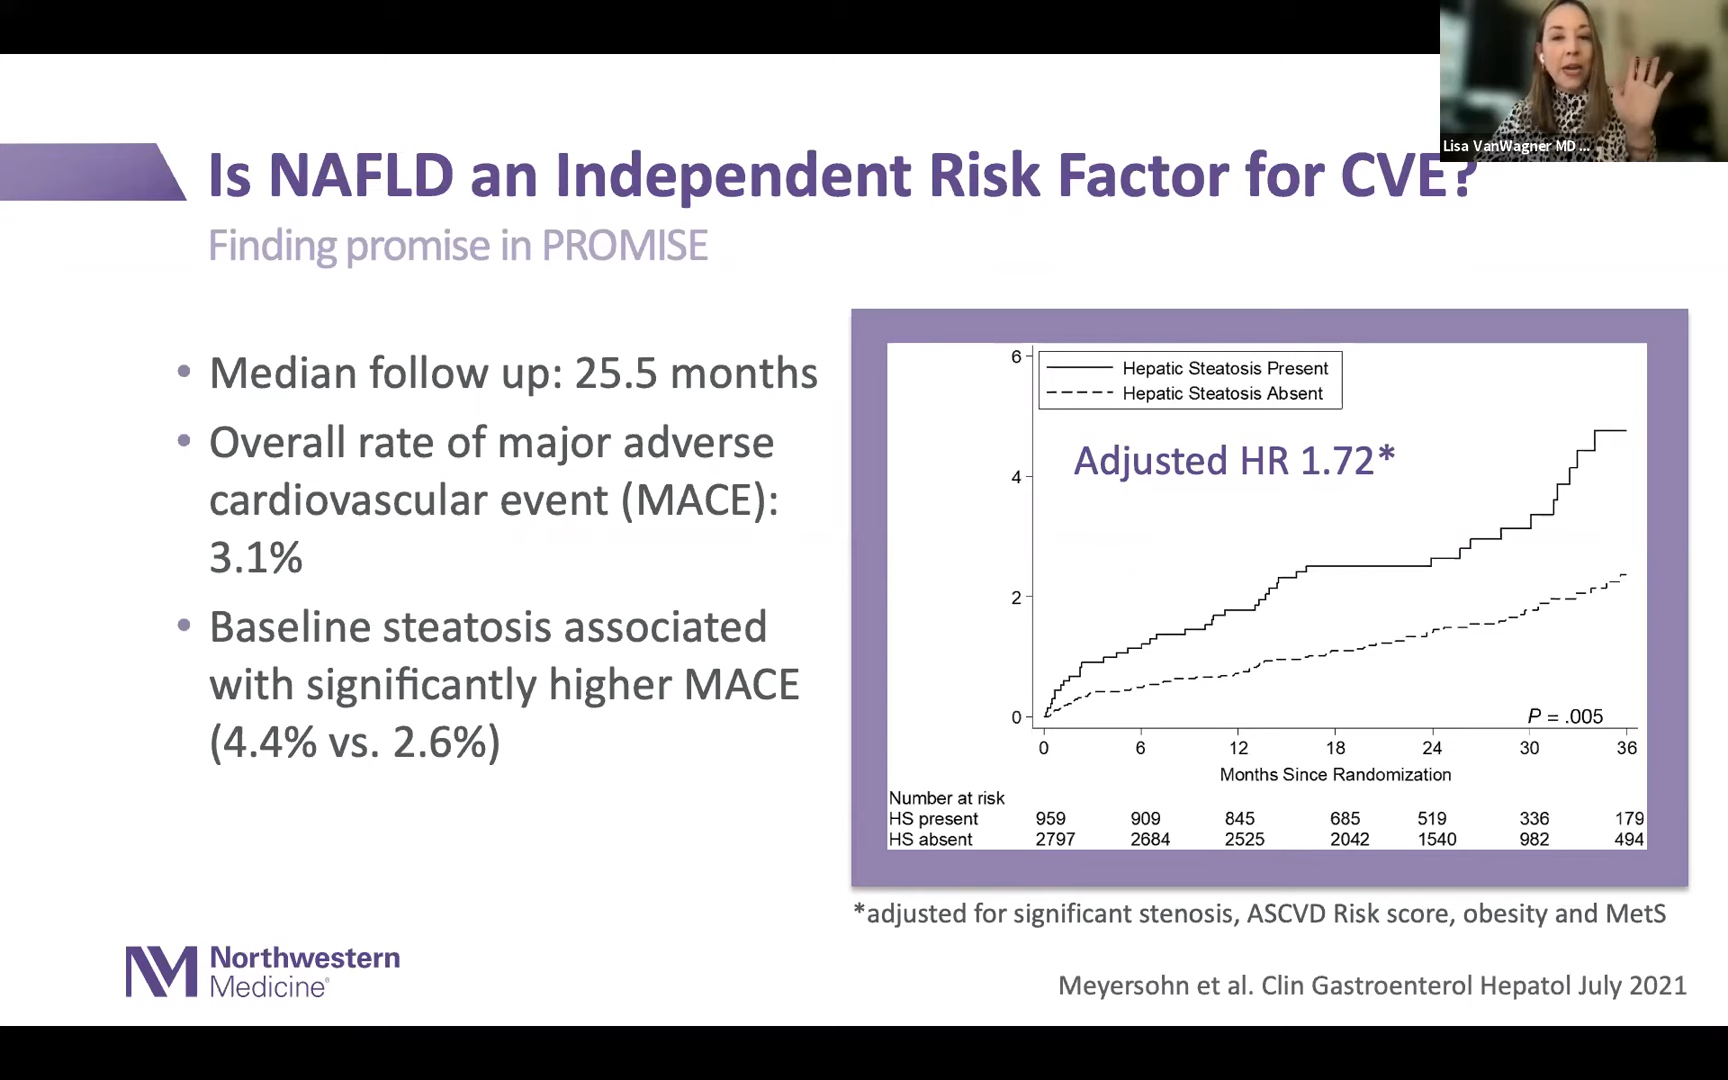 Lisa VanWagner MD ...
Is NAFLD an Independent Risk Factor for CVE?
Finding promise in PROMISE
• Median follow up: 25.5 months
• Overall rate of major adverse
cardiovascular event (MACE):
3.1%
• Baseline steatosis associated
with significantly higher MACE
(4.4% vs. 2.6%)
Hepatic Steatosis Present
Hepatic Steatosis Absent
Adjusted HR 1.72*
6
4
2
0
P = .005
0 6 12 18 24 30 36
Months Since Randomization
Number at risk
HS present 959 909 845 685 519 336 179
HS absent 2797 2684 2525 2042 1540 982 494
*adjusted for significant stenosis, ASCVD Risk score, obesity and MetS
NM Northwestern
Medicine®
Meyersohn et al. Clin Gastroenterol Hepatol July 2021